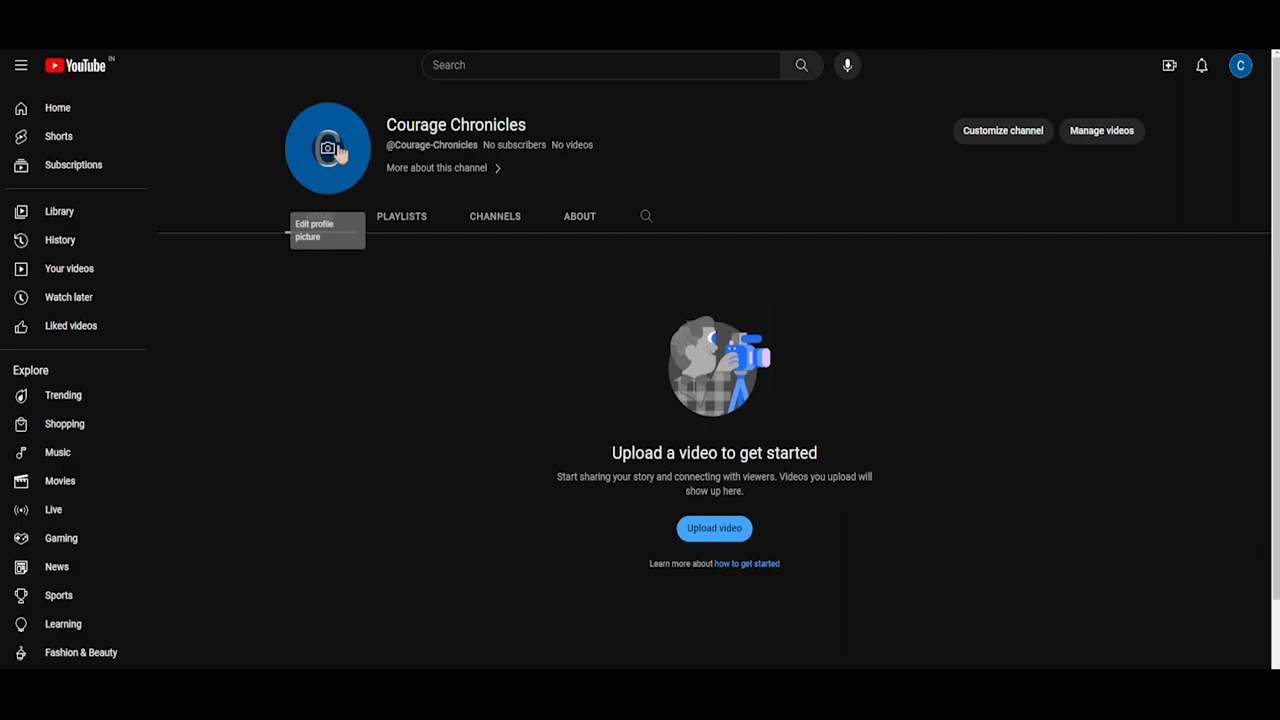 YouTube IN
Search
C
Home
Shorts
Subscriptions
Library
History
Your videos
Watch later
Liked videos
Explore
Trending
Shopping
Music
Movies
Live
Gaming
News
Sports
Learning
Fashion & Beauty
Courage Chronicles
@Courage-Chronicles No subscribers No videos
More about this channel
Customize channel
Manage videos
PLAYLISTS CHANNELS ABOUT
Edit profile
picture
Upload a video to get started
Start sharing your story and connecting with viewers. Videos you upload will
show up here.
Upload video
Learn more about how to get started